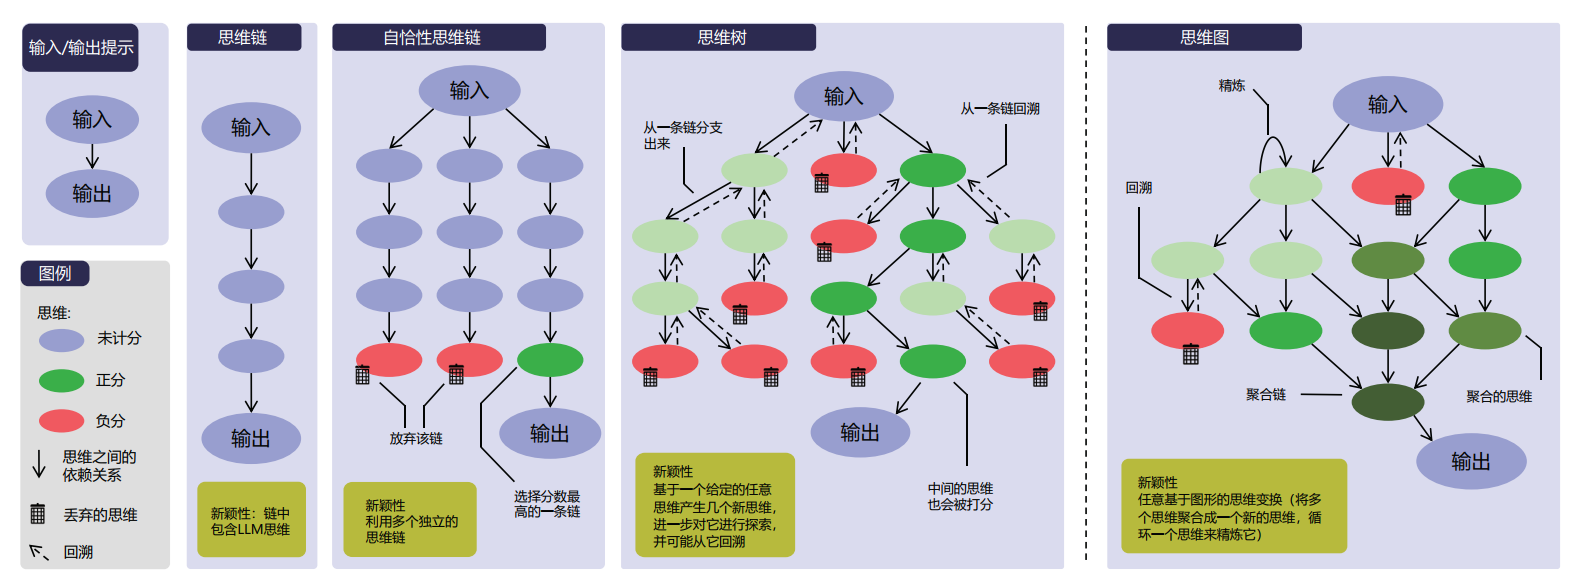 输入/输出提示
输入
输出
图例
思维:
未计分
正分
负分
思维之间的
依赖关系
丢弃的思维
回溯
思维链
输入
输出
新颖性：链中
包含LLM思维
自恰性思维链
输入
放弃该链
输出
选择分数最
高的一条链
新颖性
利用多个独立的
思维链
思维树
输入
从一条链分支
出来
从一条链回溯
输出
中间的思维
也会被打分
新颖性
基于一个给定的任意
思维产生几个新思维，
进一步对它进行探索，
并可能从它回溯
思维图
精炼
输入
回溯
聚合链
聚合的思维
输出
新颖性
任意基于图形的思维变换（将多
个思维聚合成一个新的思维，循
环一个思维来精炼它）